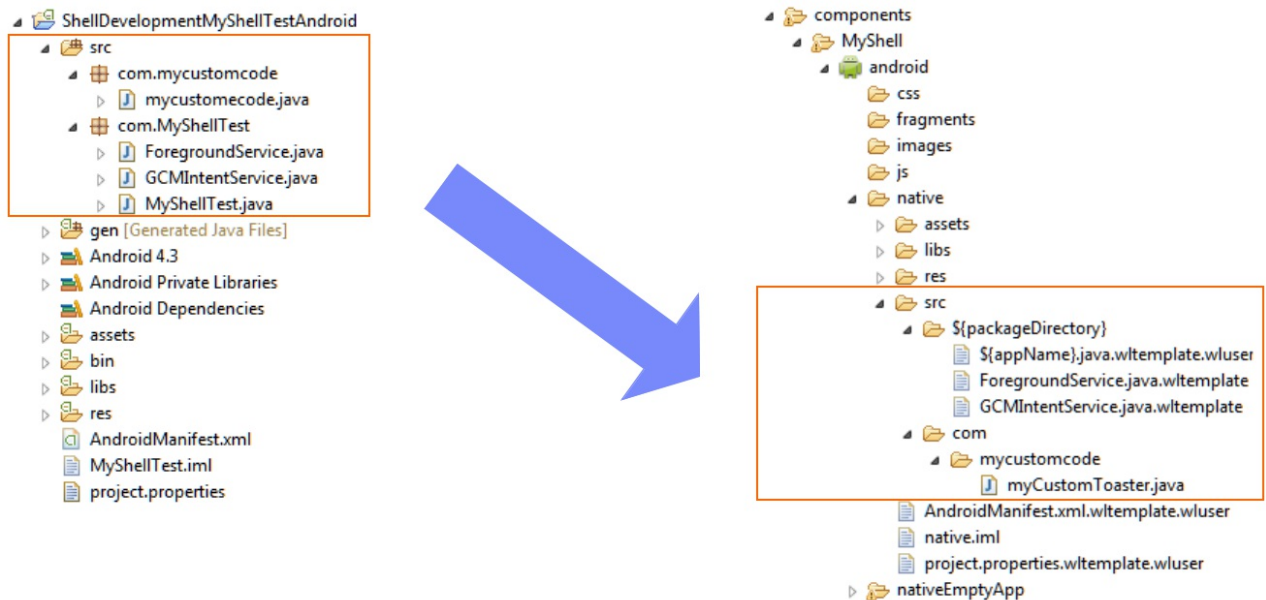 ShellDevelopmentMyShellTestAndroid
src
com.mycustomcode
mycustomecode.java
com.MyShellTest
ForegroundService.java
GCMIntentService.java
MyShellTest.java
gen [Generated Java Files]
Android 4.3
Android Private Libraries
Android Dependencies
assets
bin
libs
res
AndroidManifest.xml
MyShellTest.iml
project.properties
components
MyShell
android
css
fragments
images
js
native
assets
libs
res
src
${packageDirectory}
${appName}.java.wltemplate.wluser
ForegroundService.java.wltemplate
GCMIntentService.java.wltemplate
com
mycustomcode
myCustomToaster.java
AndroidManifest.xml.wltemplate.wluser
native.iml
project.properties.wltemplate.wluser
nativeEmptyApp